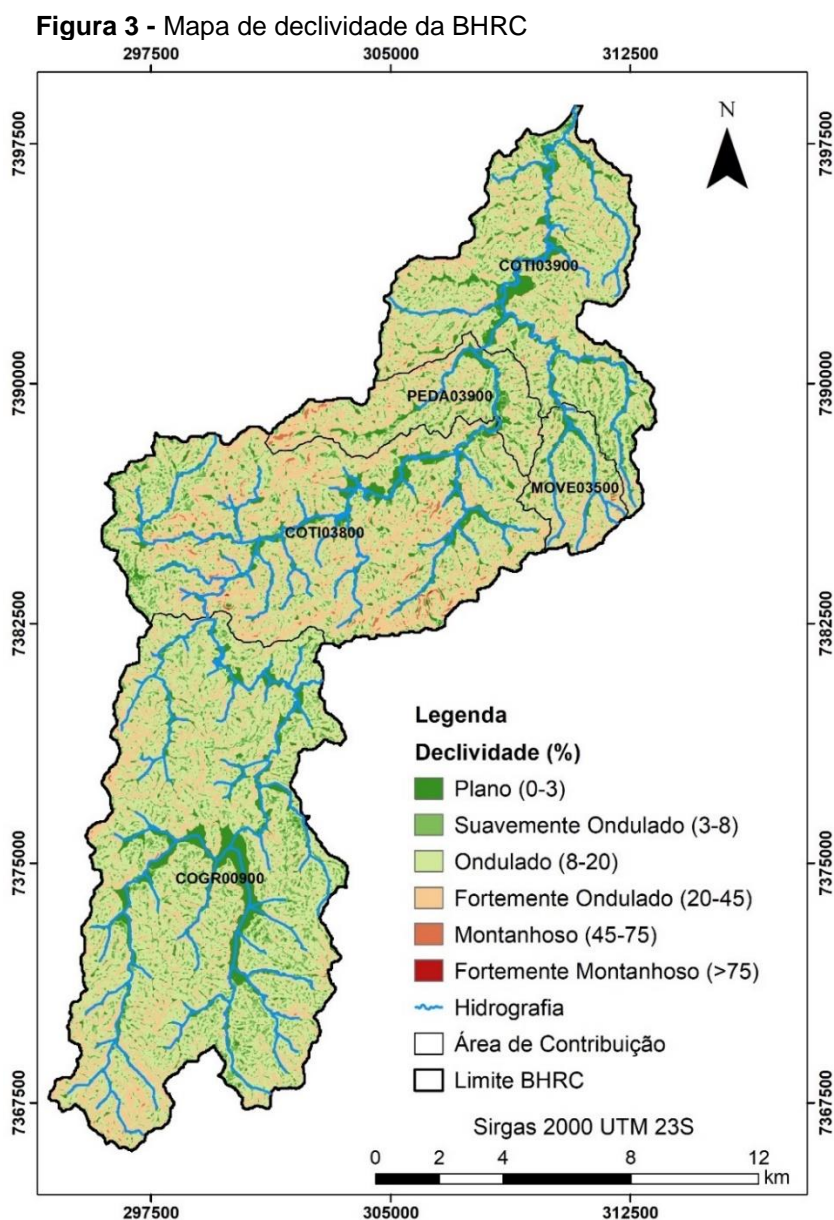 Figura 3 - Mapa de declividade da BHRC
297500 305000 312500
N
7397500 7397500
COTI03900
7390000 7390000
PEDA03900
MOVE03500
COTI03800
7382500 7382500
Legenda
Declividade (%)
Plano (0-3)
Suavemente Ondulado (3-8)
7375000 7375000
Ondulado (8-20)
COGR00900
Fortemente Ondulado (20-45)
Montanhoso (45-75)
Fortemente Montanhoso (>75)
Hidrografia
Área de Contribuição
Limite BHRC
7367500 7367500
Sirgas 2000 UTM 23S
0 2 4 8 12
km
297500 305000 312500